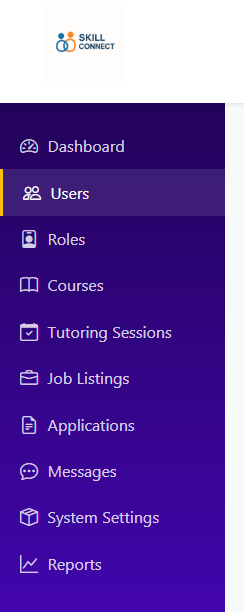 SKILL
CONNECT
Dashboard
Users
Roles
Courses
Tutoring Sessions
Job Listings
Applications
Messages
System Settings
Reports